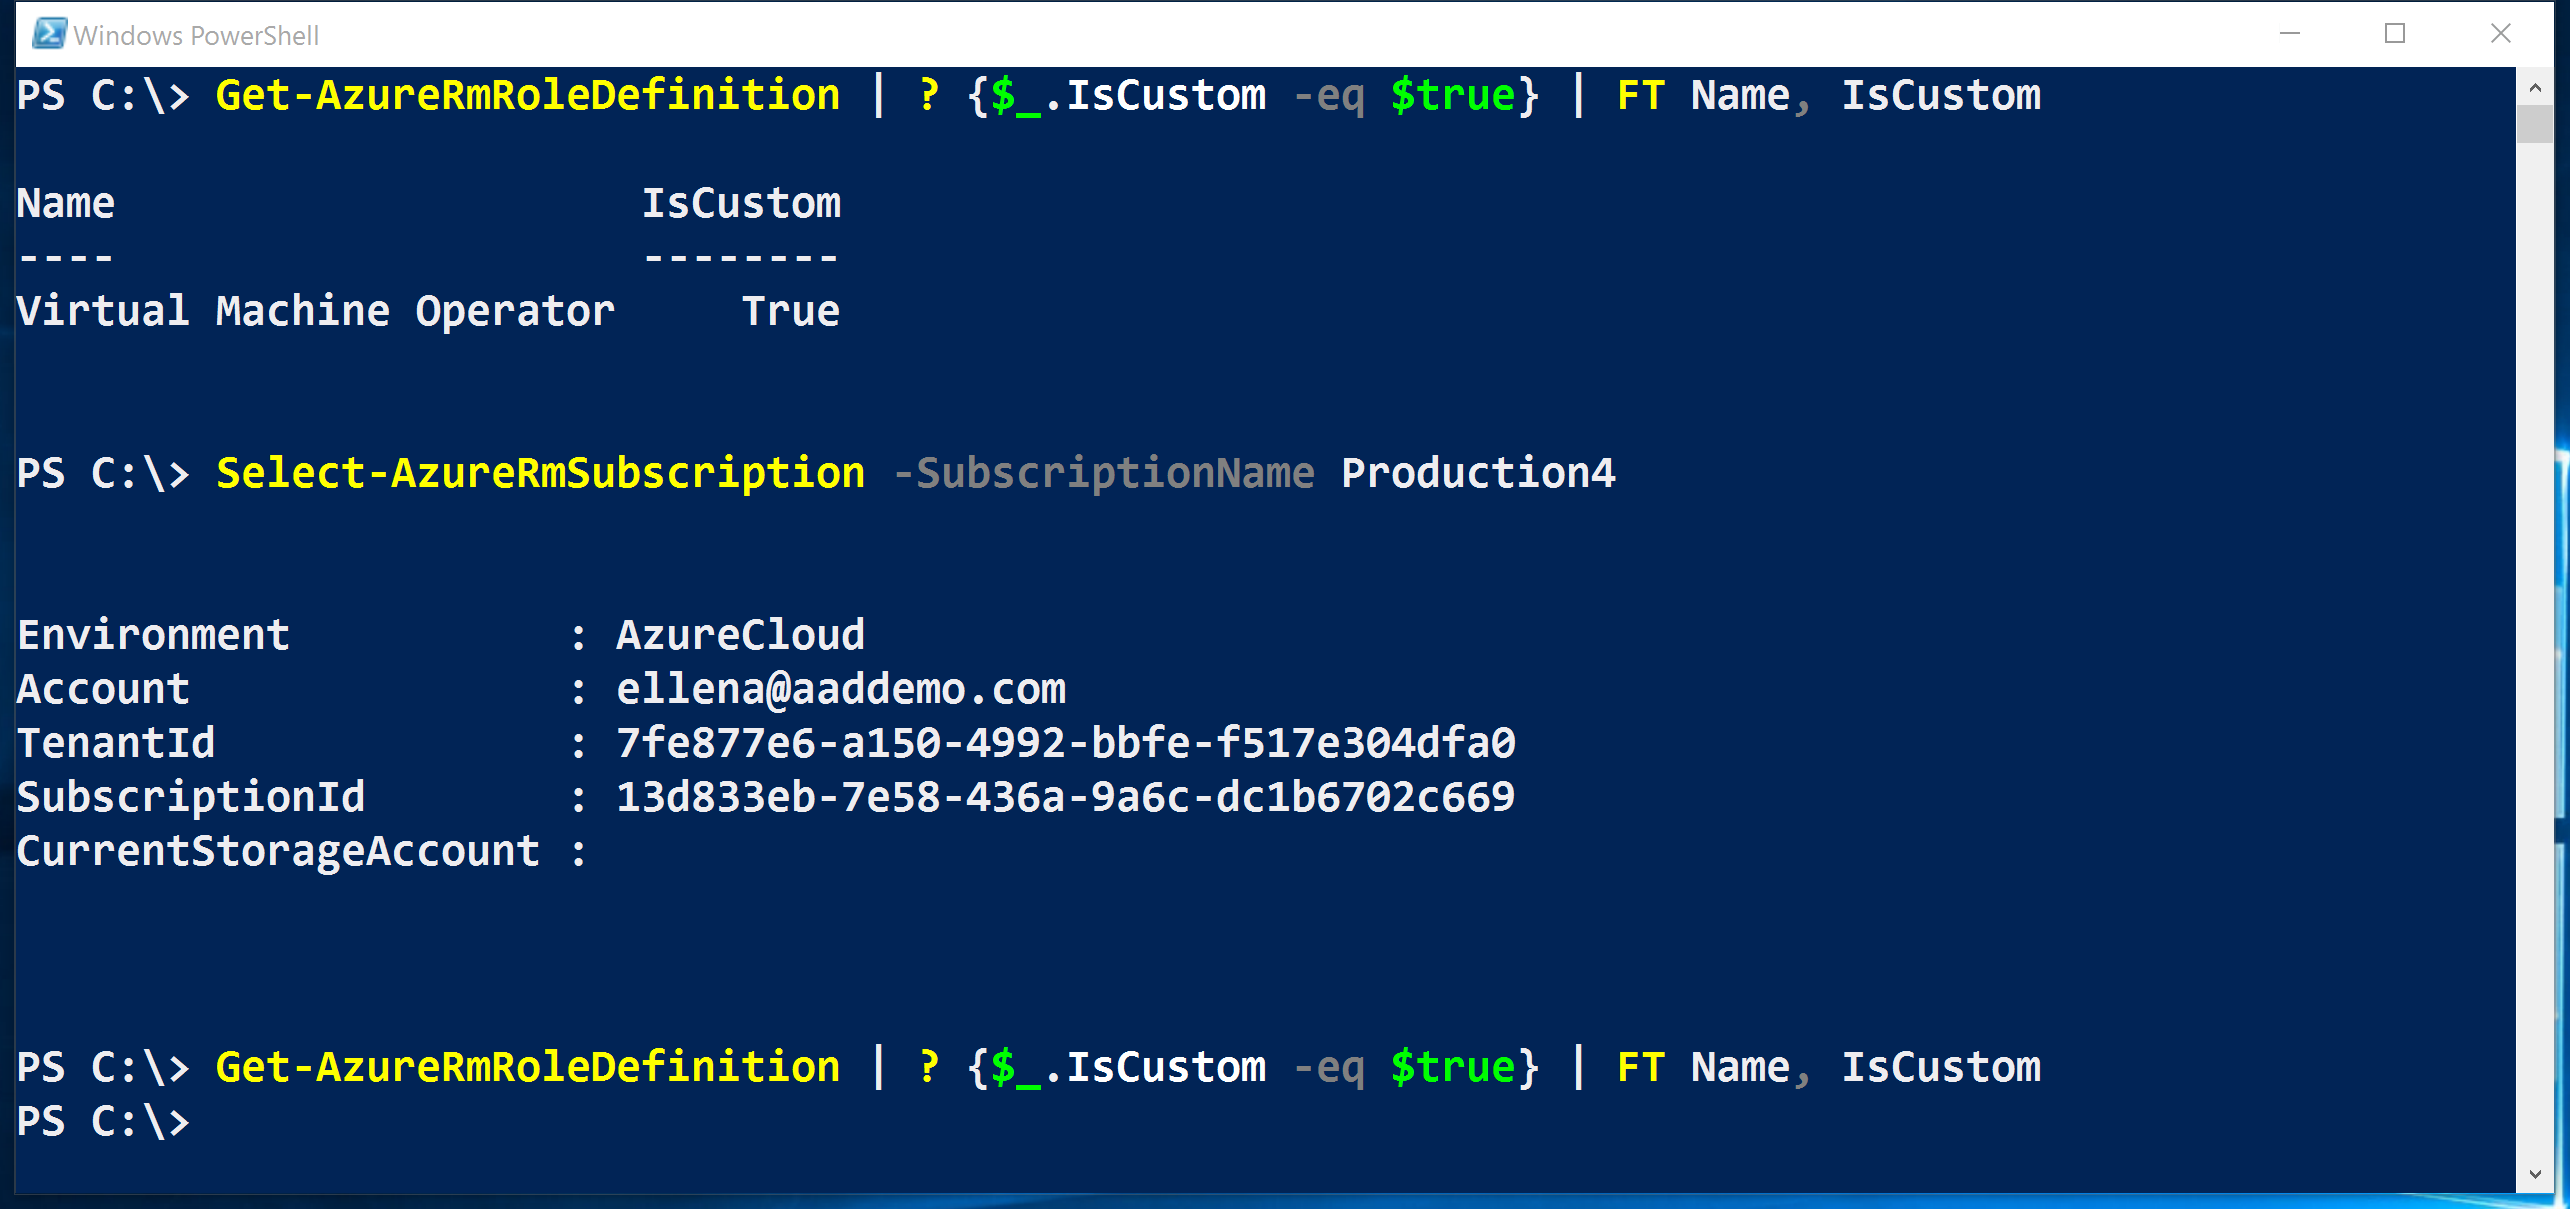 Windows PowerShell
PS C:\> Get-AzureRmRoleDefinition | ? {$_.IsCustom -eq $true} | FT Name, IsCustom
Name                     IsCustom
----                     --------
Virtual Machine Operator     True
PS C:\> Select-AzureRmSubscription -SubscriptionName Production4
Environment           : AzureCloud
Account               : ellena@aaddemo.com
TenantId              : 7fe877e6-a150-4992-bbfe-f517e304dfa0
SubscriptionId        : 13d833eb-7e58-436a-9a6c-dc1b6702c669
CurrentStorageAccount :
PS C:\> Get-AzureRmRoleDefinition | ? {$_.IsCustom -eq $true} | FT Name, IsCustom
PS C:\>